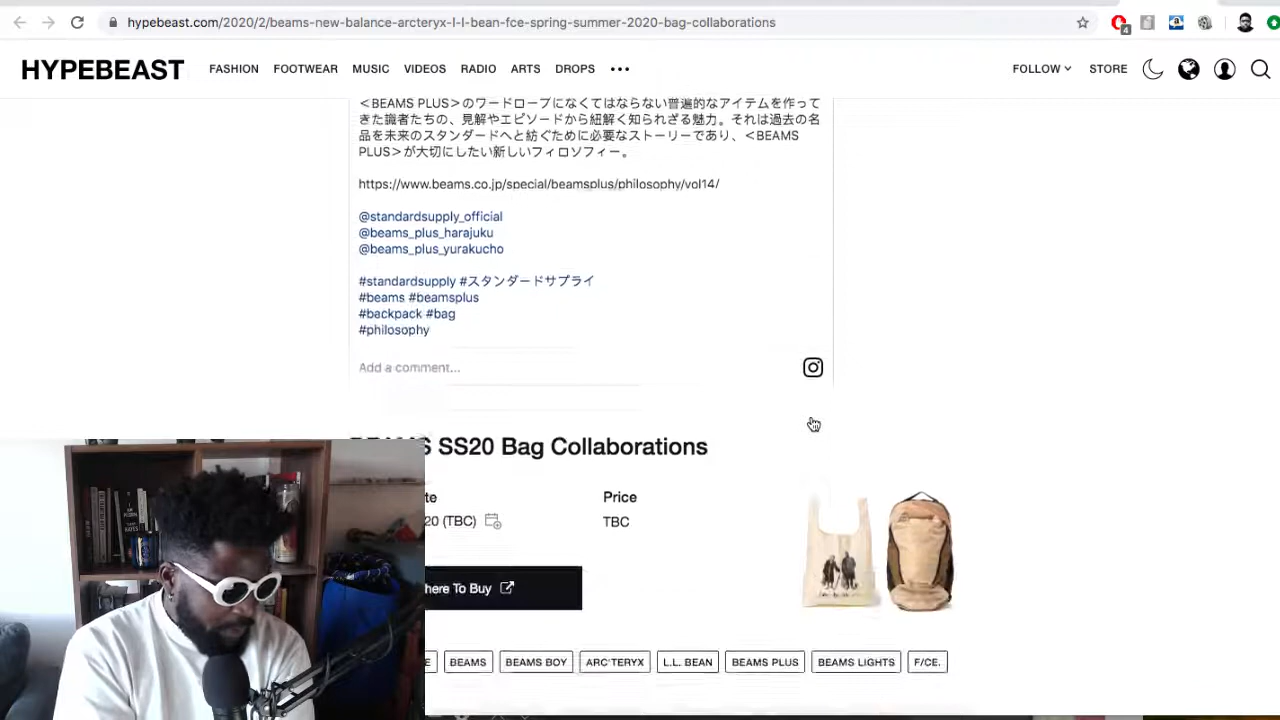 hypebeast.com/2020/2/beams-new-balance-arcteryx-l-l-bean-fce-spring-summer-2020-bag-collaborations
4
HYPEBEAST FASHION FOOTWEAR MUSIC VIDEOS RADIO ARTS DROPS ••• FOLLOW STORE
<BEAMS PLUS>のワードローブになくてはならない普遍的なアイテムを作って
きた識者たちの、見解やエピソードから紐解く知られざる魅力。それは過去の名
品を未来のスタンダードへと紡ぐために必要なストーリーであり、<BEAMS
PLUS>が大切にしたい新しいフィロソフィー。
https://www.beams.co.jp/special/beamsplus/philosophy/vol14/
@standardsupply_official
@beams_plus_harajuku
@beams_plus_yurakucho
#standardsupply #スタンダードサプライ
#beams #beamsplus
#backpack #bag
#philosophy
Add a comment...
SS20 Bag Collaborations
Price
20 (TBC)
TBC
here To Buy
BEAMS BEAMS BOY ARC'TERYX L.L. BEAN BEAMS PLUS BEAMS LIGHTS F/CE.